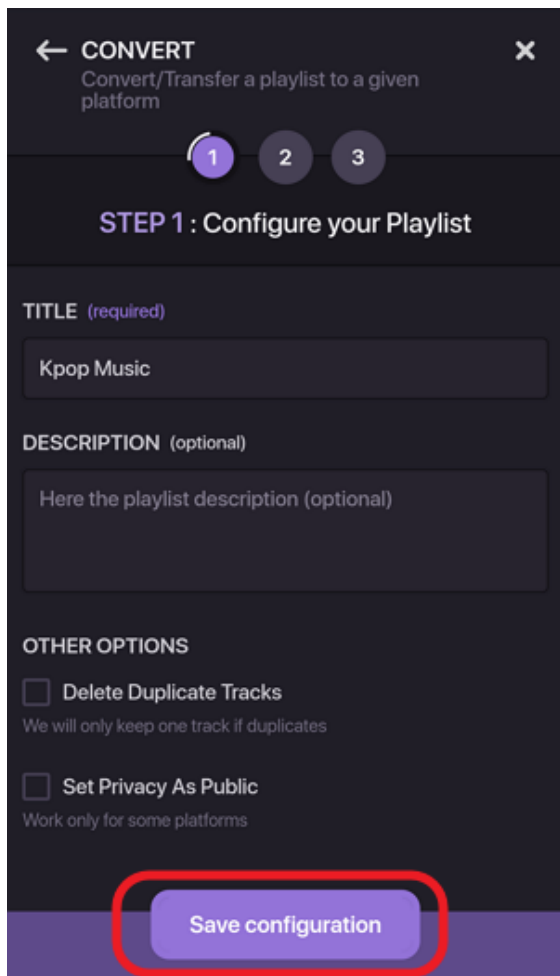 CONVERT
Convert/Transfer a playlist to a given
platform
1 2 3
STEP 1 : Configure your Playlist
TITLE (required)
Kpop Music
DESCRIPTION (optional)
Here the playlist description (optional)
OTHER OPTIONS
Delete Duplicate Tracks
We will only keep one track if duplicates
Set Privacy As Public
Work only for some platforms
Save configuration